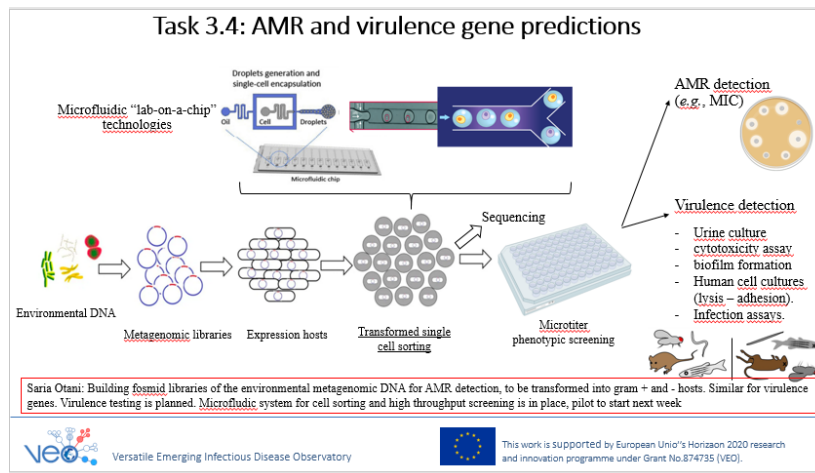 Task 3.4: AMR and virulence gene predictions
Droplets generation and
single-cell encapsulation
Microfluidic “lab-on-a-chip”
technologies
Oil
Cell
Droplets
Microfluidic chip
AMR detection
(e.g., MIC)
Sequencing
Virulence detection
- Urine culture
- cytotoxicity assay
- biofilm formation
- Human cell cultures
(lysis – adhesion).
- Infection assays.
Environmental DNA
Metagenomic libraries
Expression hosts
Transformed single
cell sorting
Microtiter
phenotypic screening
Saria Otani: Building fosmid libraries of the environmental metagenomic DNA for AMR detection, to be transformed into gram + and - hosts. Similar for virulence
genes. Virulence testing is planned. Microfludic system for cell sorting and high throughput screening is in place, pilot to start next week
VEO
Versatile Emerging Infectious Disease Observatory
This work is supported by European Unio''s Horizaon 2020 research
and innovation programme under Grant No.874735 (VEO).